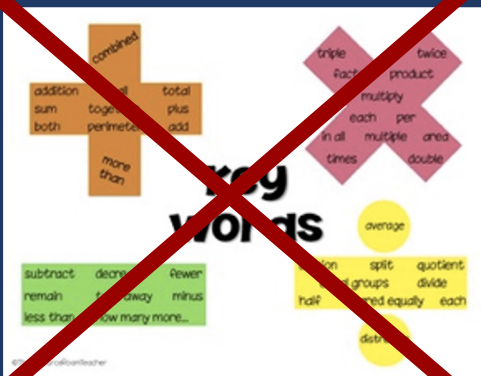 combined
addition total
sum plus
both perimeter add
more
than
triple twice
product
multiply
each per
in all multiple area
times double
key
words
subtract fewer
remain minus
less than how many more...
average
split quotient
groups divide
half equally each